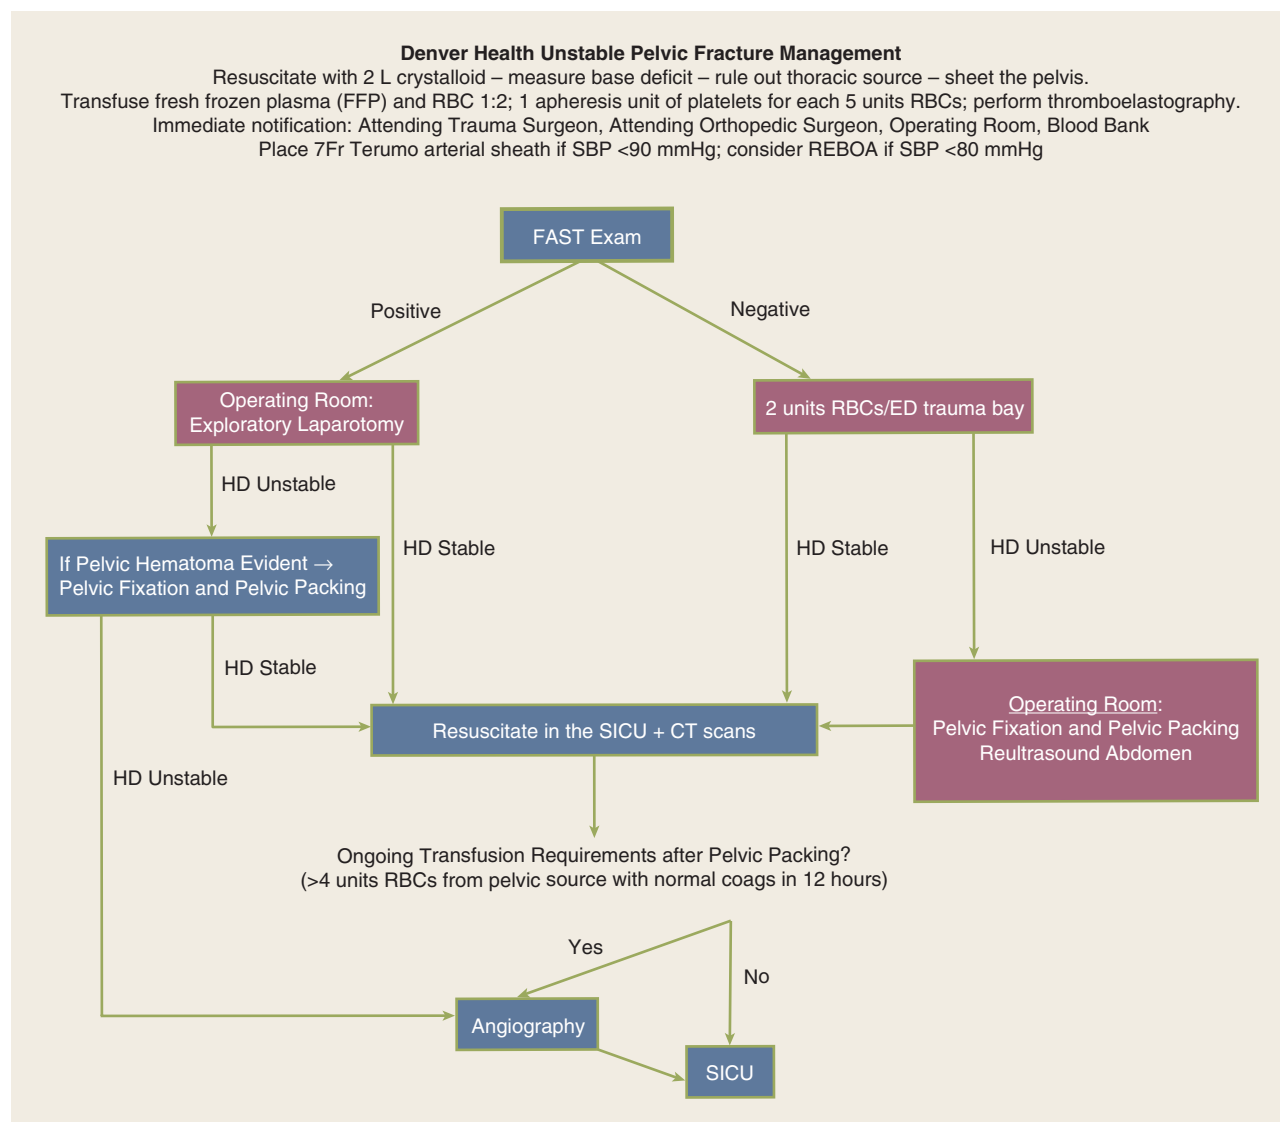 Denver Health Unstable Pelvic Fracture Management
Resuscitate with 2 L crystalloid – measure base deficit – rule out thoracic source – sheet the pelvis.
Transfuse fresh frozen plasma (FFP) and RBC 1:2; 1 apheresis unit of platelets for each 5 units RBCs; perform thromboelastography.
Immediate notification: Attending Trauma Surgeon, Attending Orthopedic Surgeon, Operating Room, Blood Bank
Place 7Fr Terumo arterial sheath if SBP <90 mmHg; consider REBOA if SBP <80 mmHg
FAST Exam
Positive
Negative
Operating Room:
Exploratory Laparotomy
2 units RBCs/ED trauma bay
HD Unstable
HD Stable
HD Stable
HD Unstable
If Pelvic Hematoma Evident →
Pelvic Fixation and Pelvic Packing
HD Stable
Operating Room:
Pelvic Fixation and Pelvic Packing
Reultrasound Abdomen
Resuscitate in the SICU + CT scans
HD Unstable
Ongoing Transfusion Requirements after Pelvic Packing?
(>4 units RBCs from pelvic source with normal coags in 12 hours)
Yes
No
Angiography
SICU